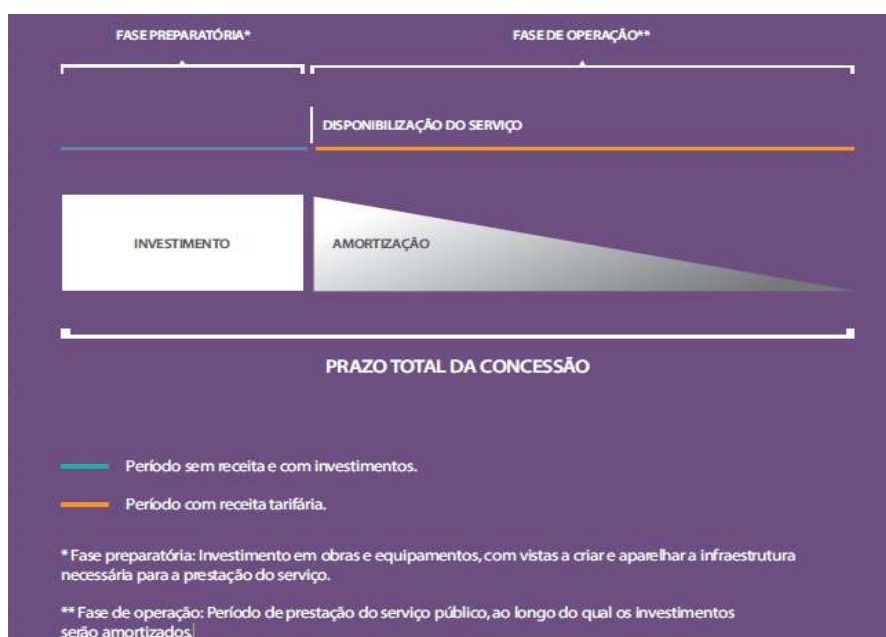 FASE PREPARATÓRIA*
FASE DE OPERAÇÃO**
DISPONIBILIZAÇÃO DO SERVIÇO
INVESTIMENTO
AMORTIZAÇÃO
PRAZO TOTAL DA CONCESSÃO
Período sem receita e com investimentos.
Período com receita tarifária.
* Fase preparatória: Investimento em obras e equipamentos, com vistas a criar e aparelhar a infraestrutura
necessária para a prestação do serviço.
** Fase de operação: Período de prestação do serviço público, ao longo do qual os investimentos
serão amortizados.